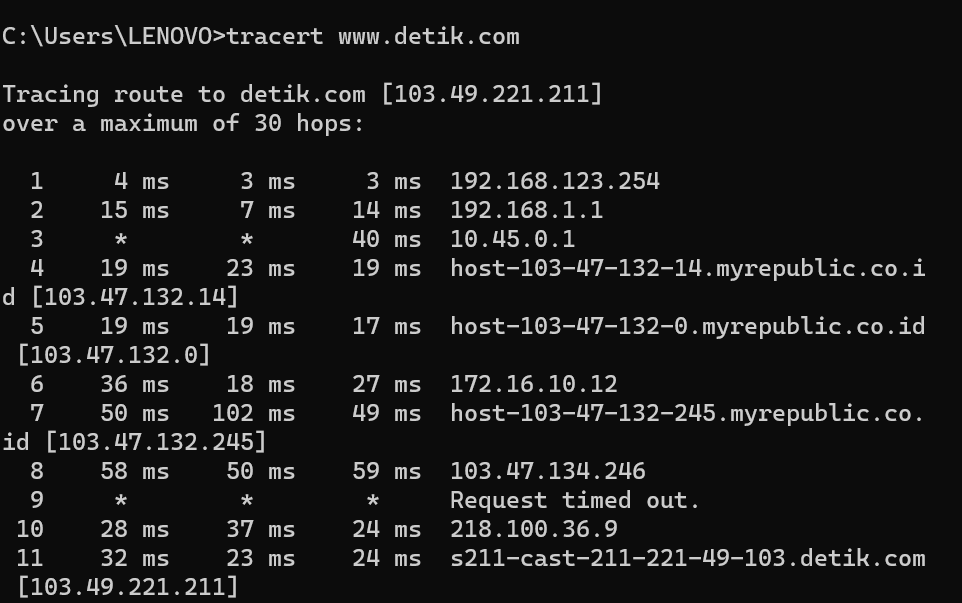 C:\Users\LENOVO>tracert www.detik.com
Tracing route to detik.com [103.49.221.211]
over a maximum of 30 hops:
  1     4 ms     3 ms     3 ms  192.168.123.254
  2    15 ms     7 ms    14 ms  192.168.1.1
  3     *        *       40 ms  10.45.0.1
  4    19 ms    23 ms    19 ms  host-103-47-132-14.myrepublic.co.i
d [103.47.132.14]
  5    19 ms    19 ms    17 ms  host-103-47-132-0.myrepublic.co.id
 [103.47.132.0]
  6    36 ms    18 ms    27 ms  172.16.10.12
  7    50 ms   102 ms    49 ms  host-103-47-132-245.myrepublic.co.
id [103.47.132.245]
  8    58 ms    50 ms    59 ms  103.47.134.246
  9     *        *        *     Request timed out.
 10    28 ms    37 ms    24 ms  218.100.36.9
 11    32 ms    23 ms    24 ms  s211-cast-211-221-49-103.detik.com
 [103.49.221.211]